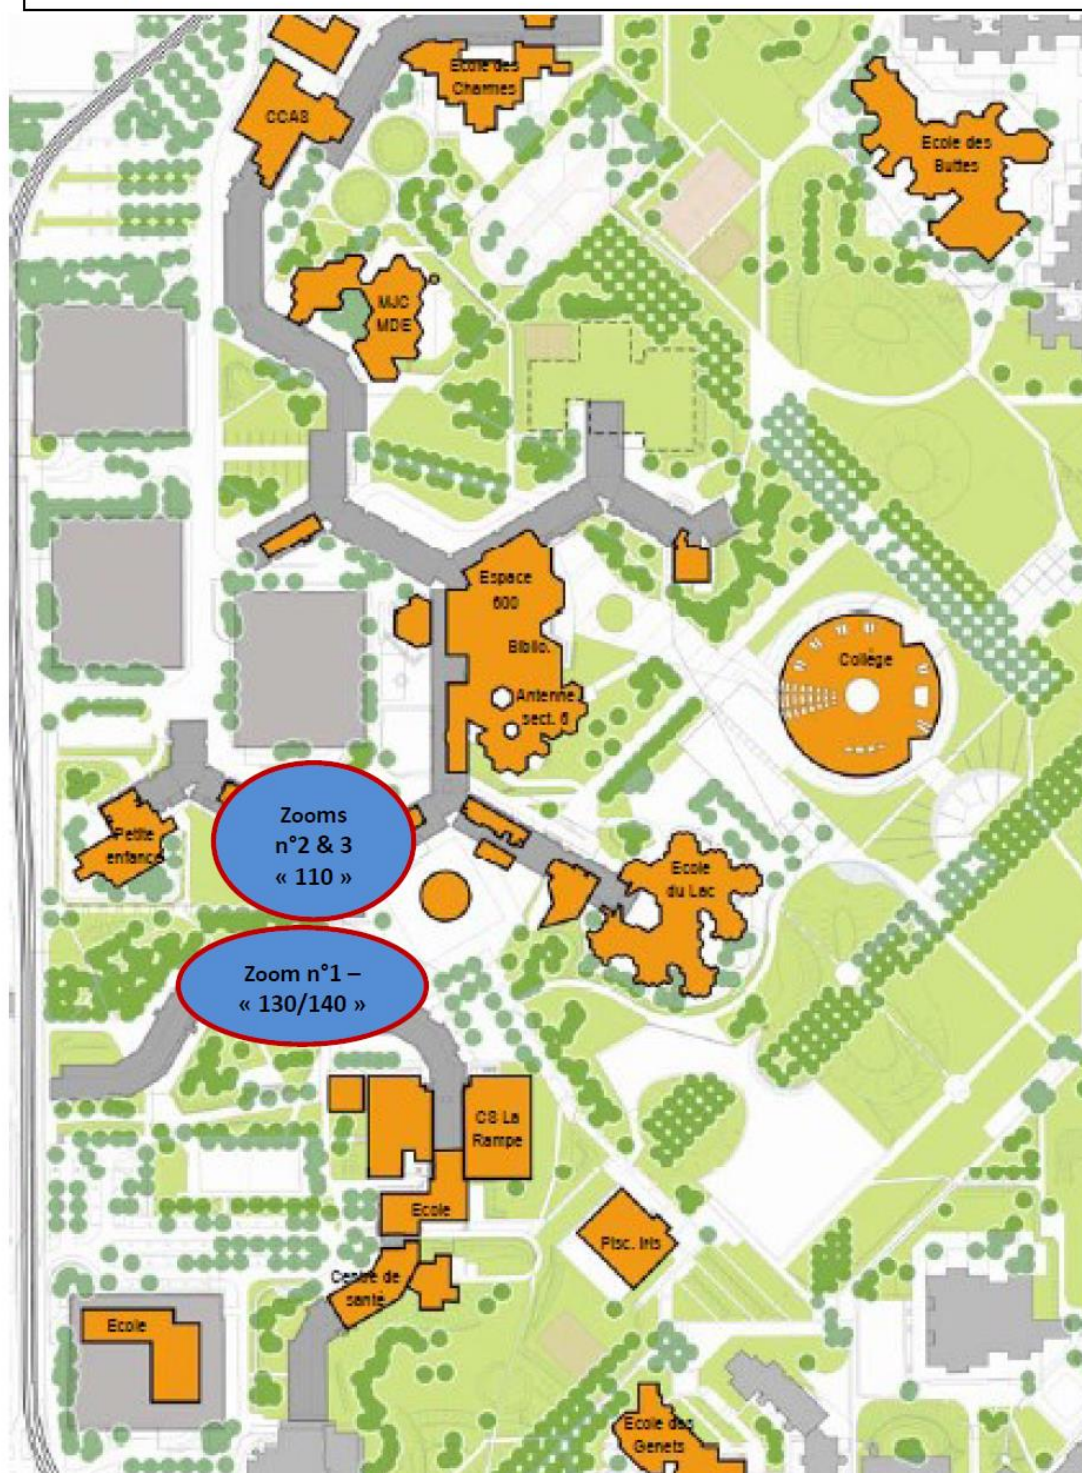 Ecole des
Charmes
CCAS
Ecole des
Buttes
MJC
MDE
Espace
600
Biblio.
Antenne
sect. 6
Collège
Zooms
n°2 & 3
« 110 »
Petite
enfance
Ecole
du Lac
Zoom n°1 –
« 130/140 »
CS La
Rampe
Ecole
Pisc. Iris
Centre de
santé
Ecole
Ecole des
Genets